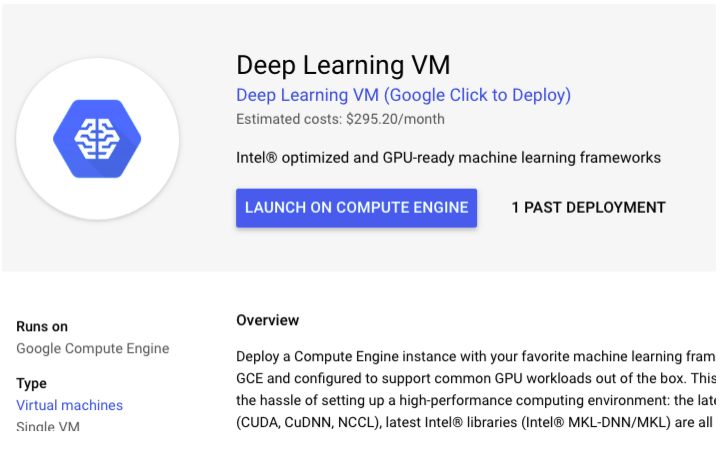 Deep Learning VM
Deep Learning VM (Google Click to Deploy)
Estimated costs: $295.20/month
Intel® optimized and GPU-ready machine learning frameworks
LAUNCH ON COMPUTE ENGINE
1 PAST DEPLOYMENT
Runs on
Google Compute Engine
Type
Virtual machines
Single VM
Overview
Deploy a Compute Engine instance with your favorite machine learning fram
GCE and configured to support common GPU workloads out of the box. This
the hassle of setting up a high-performance computing environment: the late
(CUDA, CuDNN, NCCL), latest Intel® libraries (Intel® MKL-DNN/MKL) are all